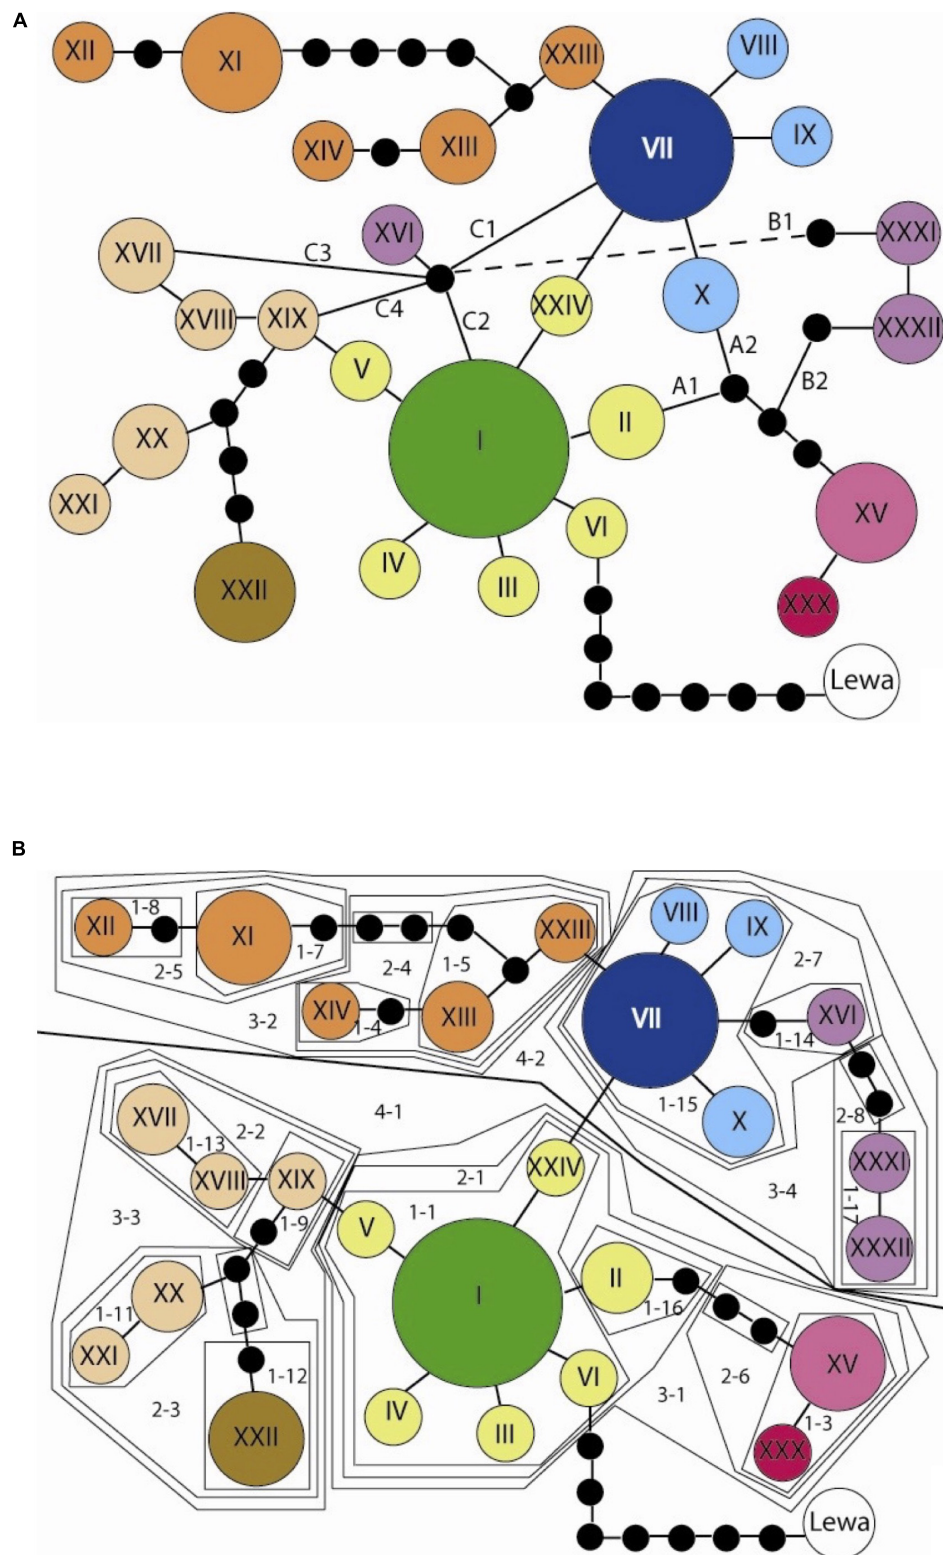 A
XII
XI
XXIII
VIII
XIV
XIII
VII
IX
XVI
C1
B1
XXXI
XVII
C3
XVIII
XIX
C4
C2
XXIV
X
XXXII
V
A2
A1
B2
XX
I
II
XXI
XV
IV
VI
III
XXII
XXX
Lewa
B
XII
1-8
XI
1-7
2-5
XXIII
2-4
1-5
VIII
IX
2-7
3-2
XIV
1-4
XIII
4-2
VII
XVI
1-14
XVII
1-13
2-2
4-1
1-15
X
2-8
XVIII
XIX
2-1
XXIV
XXXI
3-4
1-17
3-3
1-9
V
1-1
XXXII
XX
1-11
XXI
I
II
1-16
XV
1-12
2-3
VI
3-1
2-6
1-3
XXII
IV
III
XXX
Lewa